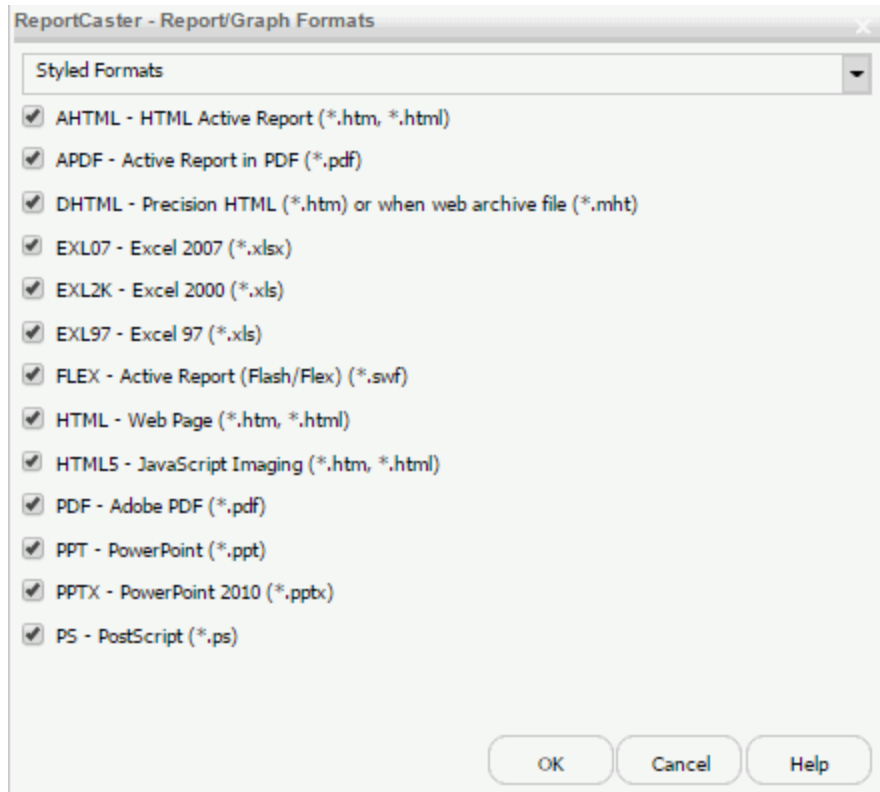 ReportCaster - Report/Graph Formats
Styled Formats
AHTML - HTML Active Report (*.htm, *.html)
APDF - Active Report in PDF (*.pdf)
DHTML - Precision HTML (*.htm) or when web archive file (*.mht)
EXL07 - Excel 2007 (*.xlsx)
EXL2K - Excel 2000 (*.xls)
EXL97 - Excel 97 (*.xls)
FLEX - Active Report (Flash/Flex) (*.swf)
HTML - Web Page (*.htm, *.html)
HTML5 - JavaScript Imaging (*.htm, *.html)
PDF - Adobe PDF (*.pdf)
PPT - PowerPoint (*.ppt)
PPTX - PowerPoint 2010 (*.pptx)
PS - PostScript (*.ps)
OK Cancel Help